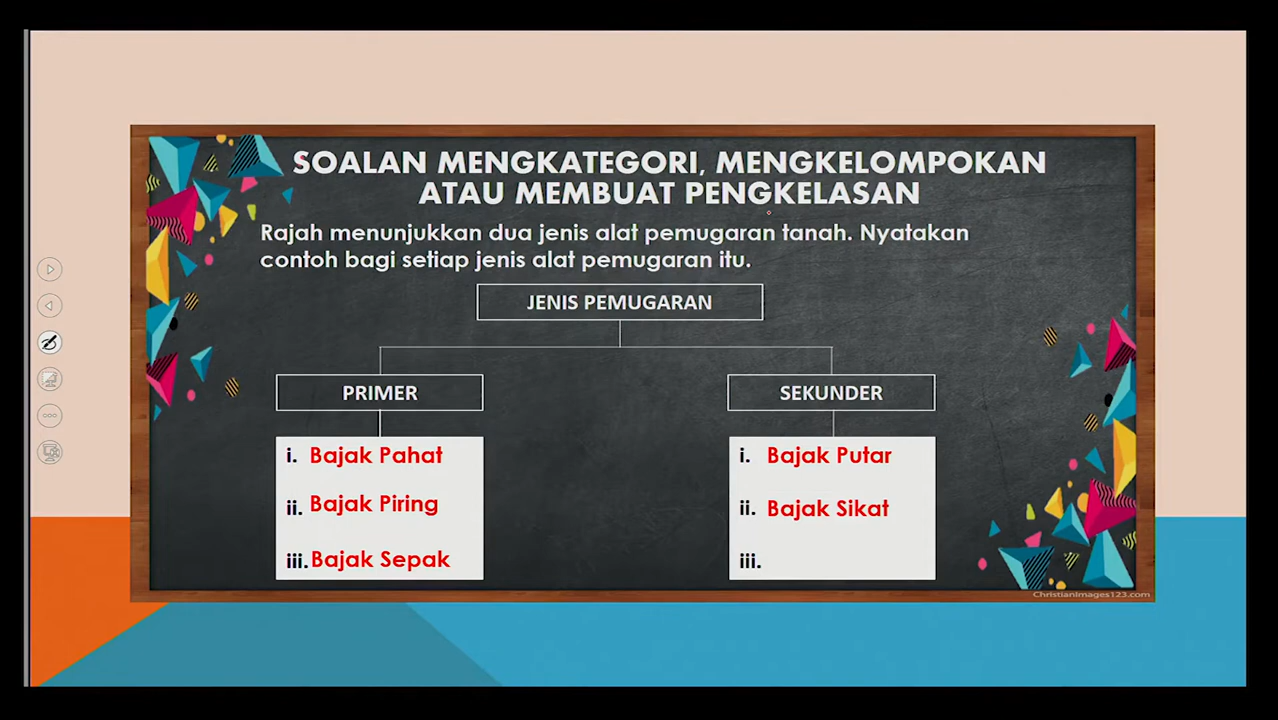 SOALAN MENGKATEGORI, MENGKELOMPOKAN
ATAU MEMBUAT PENGKELASAN
Rajah menunjukkan dua jenis alat pemugaran tanah. Nyatakan
contoh bagi setiap jenis alat pemugaran itu.
JENIS PEMUGARAN
PRIMER
i. Bajak Pahat
ii. Bajak Piring
iii. Bajak Sepak
SEKUNDER
i. Bajak Putar
ii. Bajak Sikat
iii.
ChristianImages123.com